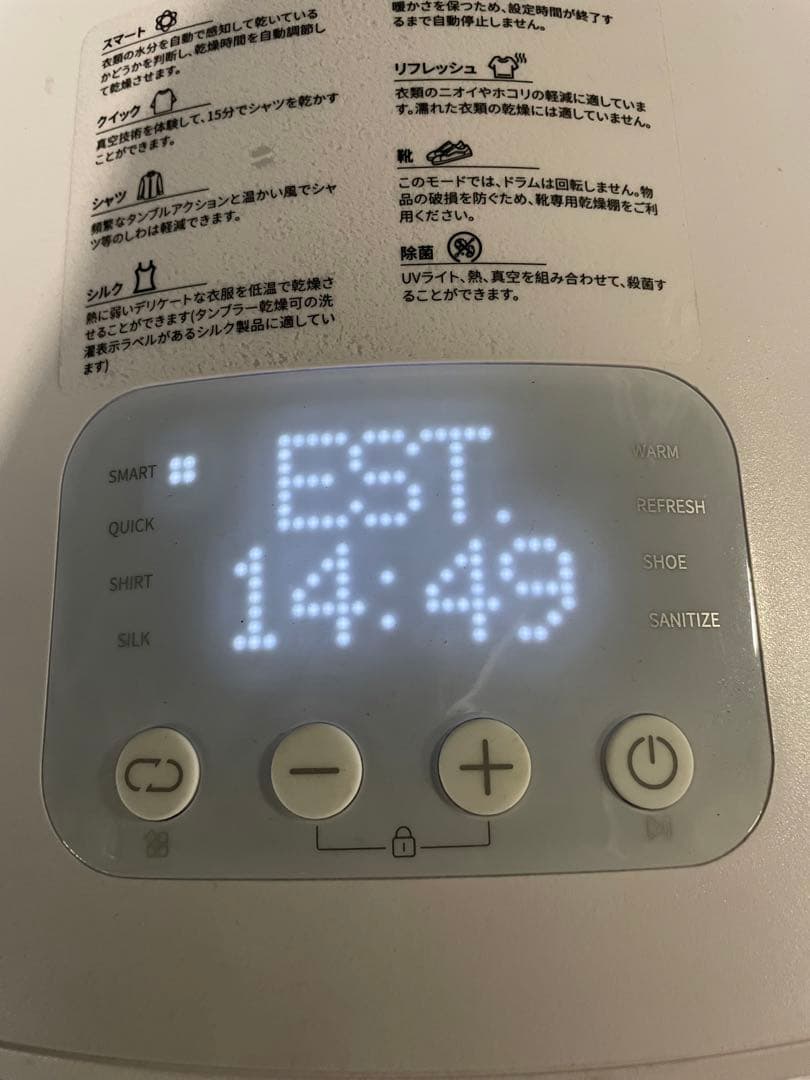 スマート
衣類の水分を自動で感知して乾いている
かどうかを判断し、乾燥時間を自動調節し
て乾燥させます。
クイック
真空技術を体験して、15分でシャツを乾かす
ことができます。
シャツ
頻繁なタンブルアクションと温かい風でシャ
ツ等のしわは軽減できます。
シルク
熱に弱いデリケートな衣服を低温で乾燥さ
せることができます(タンブラー乾燥可の洗
濯表示ラベルがあるシルク製品に適してい
ます)
暖かさを保つため、設定時間が終了す
るまで自動停止しません。
リフレッシュ
衣類のニオイやホコリの軽減に適していま
す。濡れた衣類の乾燥には適していません。
靴
このモードでは、ドラムは回転しません。物
品の破損を防ぐため、靴専用乾燥棚をご利
用ください。
除菌
UVライト、熱、真空を組み合わせて、殺菌す
ることができます。
SMART
QUICK
SHIRT
SILK
EST.
14:49
WARM
REFRESH
SHOE
SANITIZE